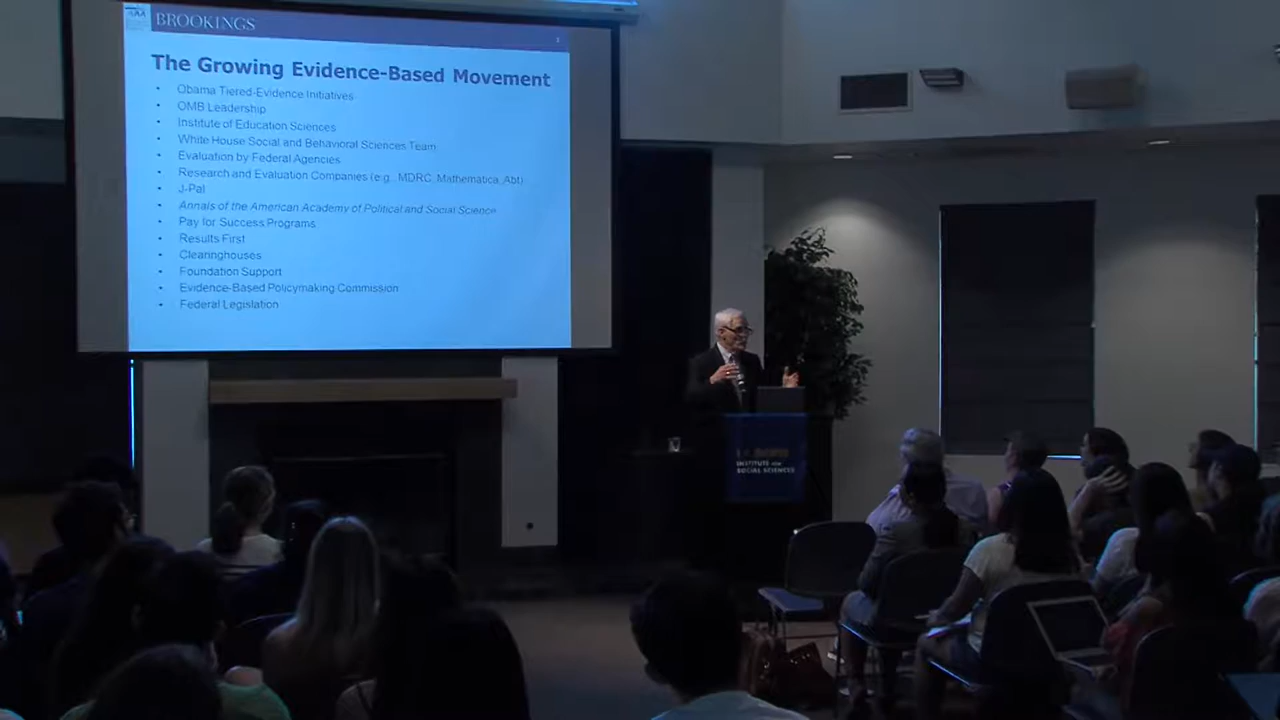 BROOKINGS
The Growing Evidence-Based Movement
• Obama Tiered-Evidence Initiatives
• OMB Leadership
• Institute of Education Sciences
• White House Social and Behavioral Sciences Team
• Evaluation by Federal Agencies
• Research and Evaluation Companies (e.g., MDRC, Mathematica, Abt)
• J-Pal
• Annals of the American Academy of Political and Social Science
• Pay for Success Programs
• Results First
• Clearinghouses
• Foundation Support
• Evidence-Based Policymaking Commission
• Federal Legislation
INSTITUTE FOR
SOCIAL SCIENCES